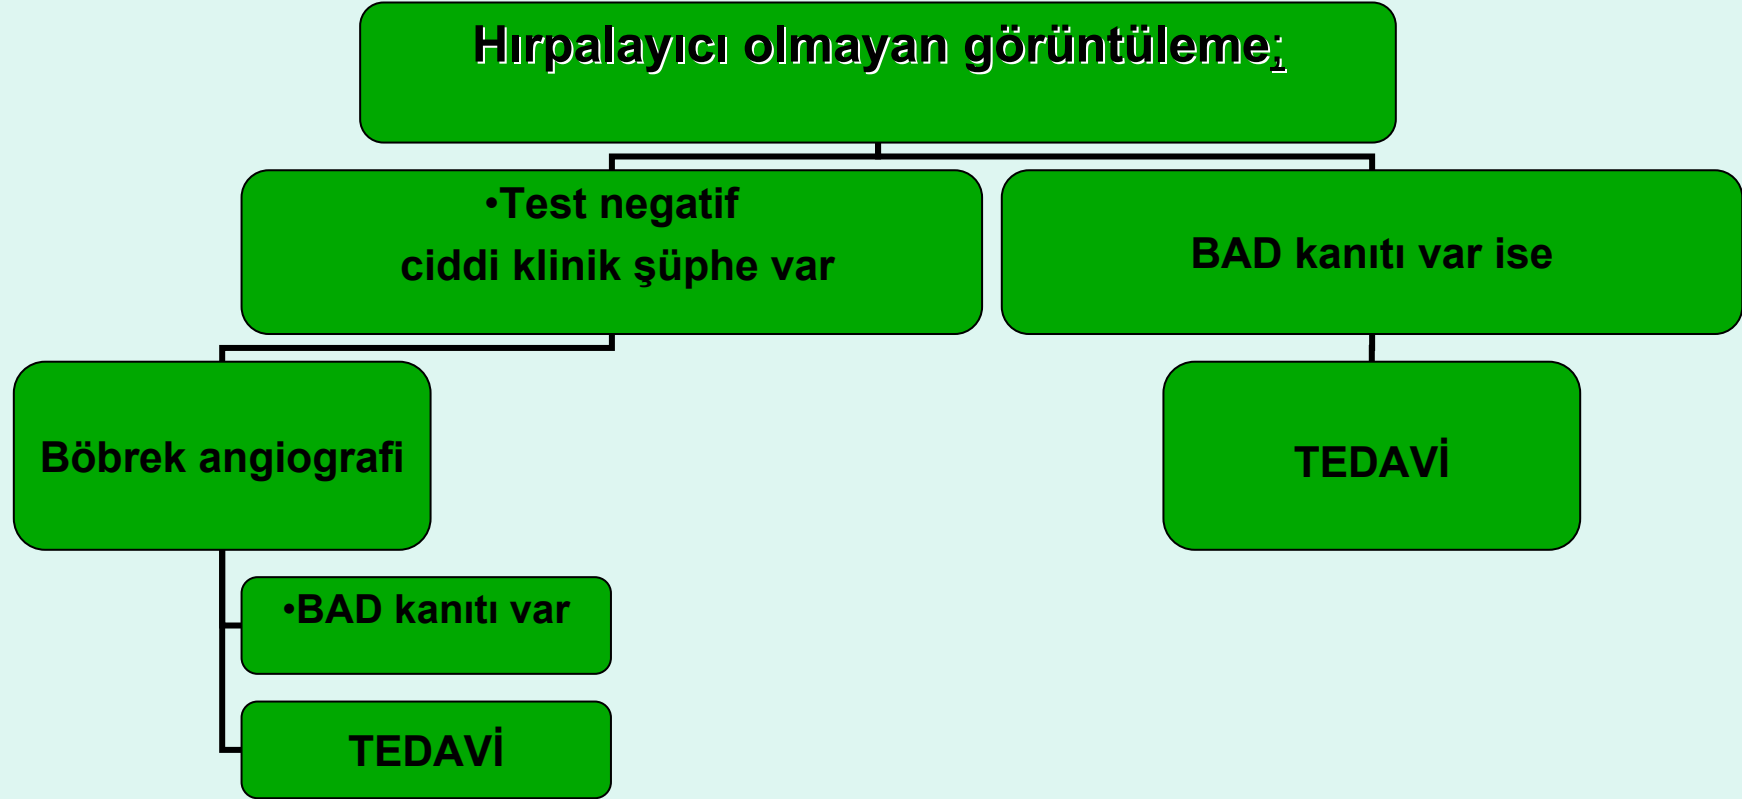 Hırpalayıcı olmayan görüntüleme;
•Test negatif
ciddi klinik şüphe var
BAD kanıtı var ise
Böbrek angiografi
TEDAVİ
•BAD kanıtı var
TEDAVİ